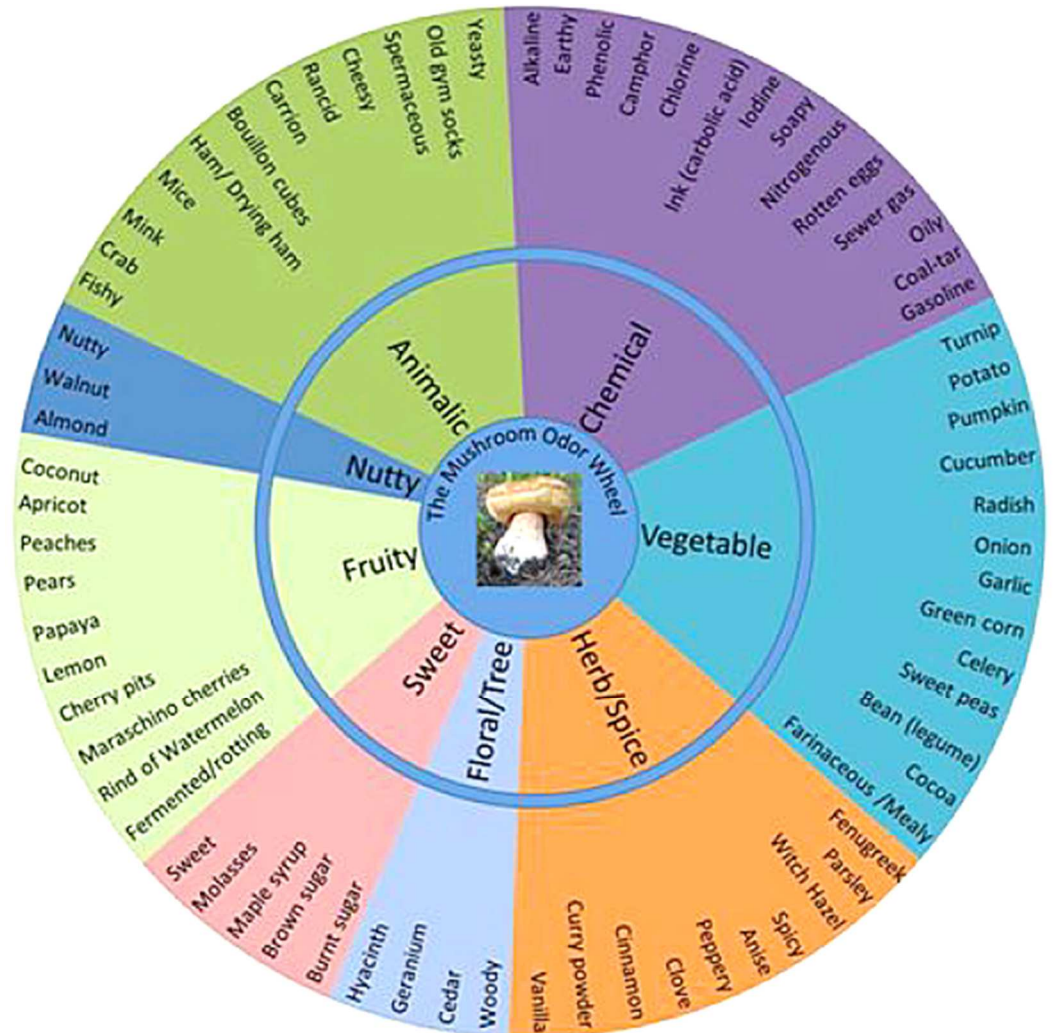 The Mushroom Odor Wheel
Chemical
Alkaline
Earthy
Phenolic
Camphor
Chlorine
Ink (carbolic acid)
Iodine
Soapy
Nitrogenous
Rotten eggs
Sewer gas
Oily
Coal-tar
Gasoline
Vegetable
Turnip
Potato
Pumpkin
Cucumber
Radish
Onion
Garlic
Green corn
Celery
Sweet peas
Bean (legume)
Cocoa
Farinaceous /Mealy
Herb/Spice
Fenugreek
Parsley
Witch Hazel
Spicy
Anise
Peppery
Clove
Cinnamon
Curry powder
Vanilla
Floral/Tree
Woody
Cedar
Geranium
Hyacinth
Sweet
Burnt sugar
Brown sugar
Maple syrup
Molasses
Sweet
Fruity
Fermented/rotting
Rind of Watermelon
Maraschino cherries
Cherry pits
Lemon
Papaya
Pears
Peaches
Apricot
Coconut
Nutty
Almond
Walnut
Nutty
Animalic
Fishy
Crab
Mink
Mice
Ham/ Drying ham
Bouillon cubes
Carrion
Rancid
Cheesy
Spermaceous
Old gym socks
Yeasty